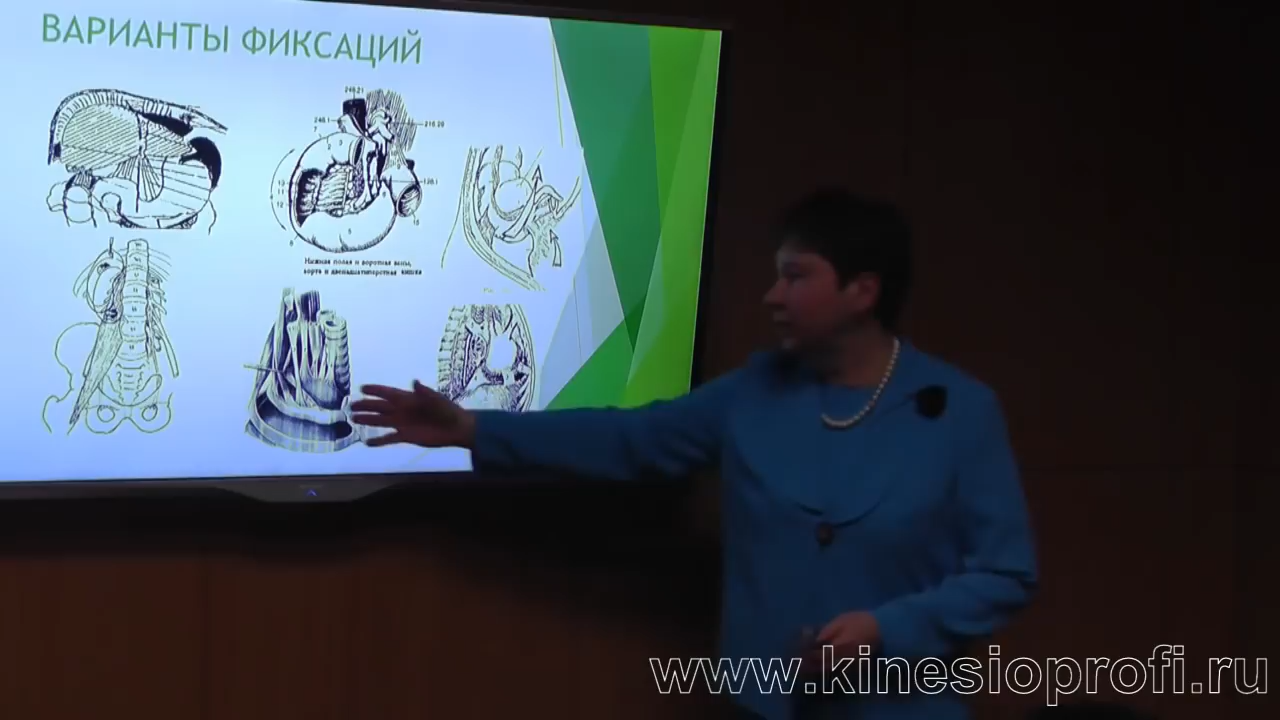 ВАРИАНТЫ ФИКСАЦИЙ
Нижняя полая и воротная вены,
аорта и двенадцатиперстная кишка
www.kinesioprofi.ru